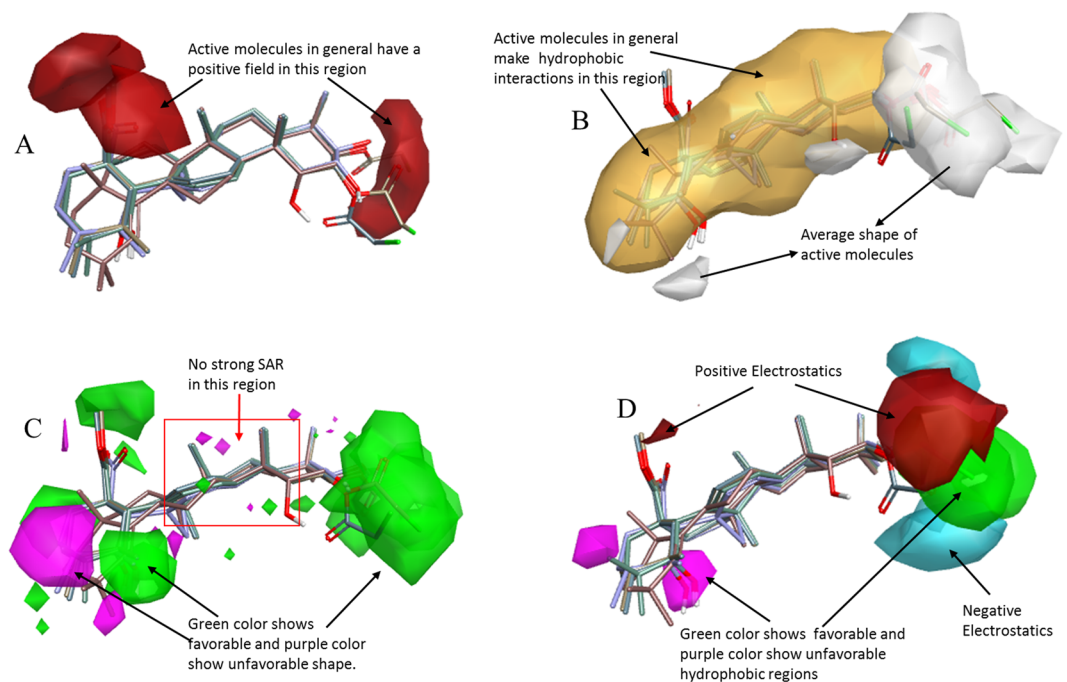 Active molecules in general have a
positive field in this region
A
Active molecules in general
make hydrophobic
interactions in this region
B
Average shape of
active molecules
No strong SAR
in this region
C
Green color shows
favorable and purple color
show unfavorable shape.
Positive Electrostatics
D
Green color shows favorable and
purple color show unfavorable
hydrophobic regions
Negative
Electrostatics